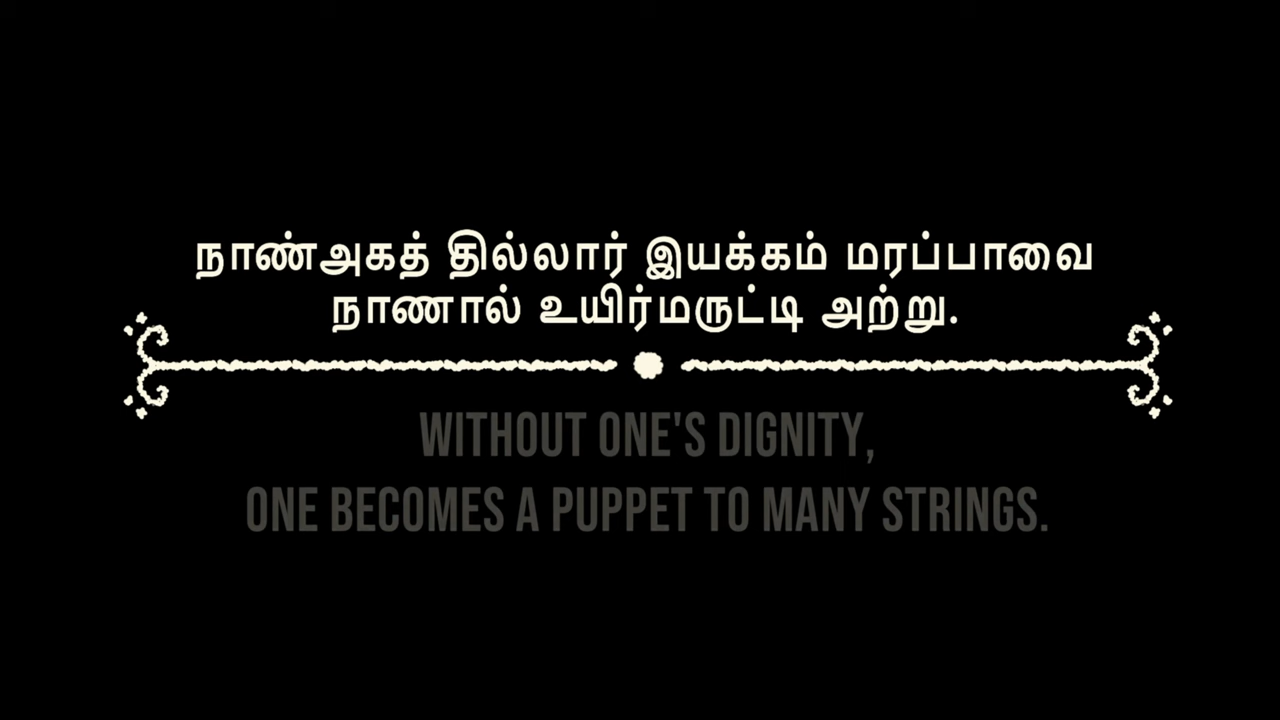 நாண்அகத் தில்லார் இயக்கம் மரப்பாவை
நாணால் உயிர்மருட்டி அற்று.
WITHOUT ONE'S DIGNITY,
ONE BECOMES A PUPPET TO MANY STRINGS.